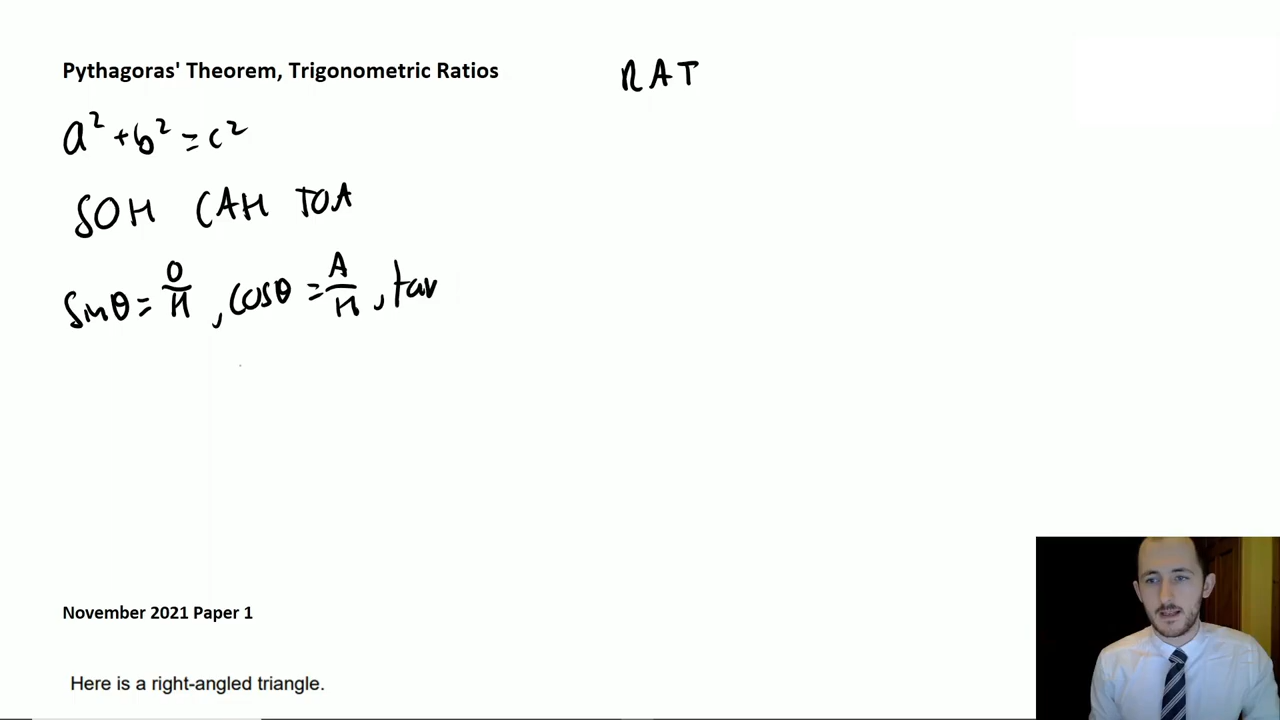 Pythagoras' Theorem, Trigonometric Ratios
RAT
a² + b² = c²
SOH CAH TOA
sinθ = O/H, cosθ = A/H, tan
November 2021 Paper 1
Here is a right-angled triangle.